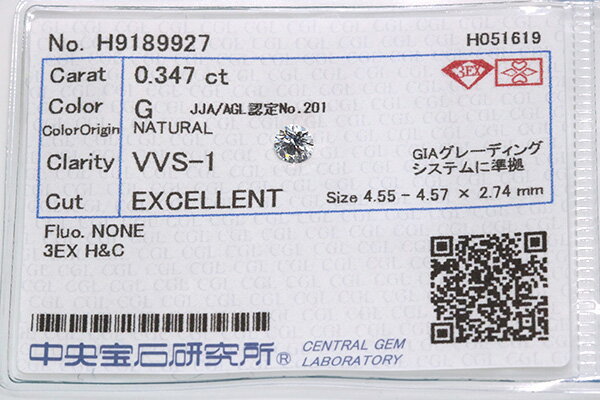 No. H9189927 H051619
Carat 0.347 ct 3EX
Color G JJA/AGL認定No.201
ColorOrigin NATURAL
Clarity VVS-1 GIAグレーディング
システムに準拠
Cut EXCELLENT Size 4.55 - 4.57 × 2.74 mm
Fluo. NONE
3EX H&C
中央宝石研究所® CENTRAL GEM
LABORATORY